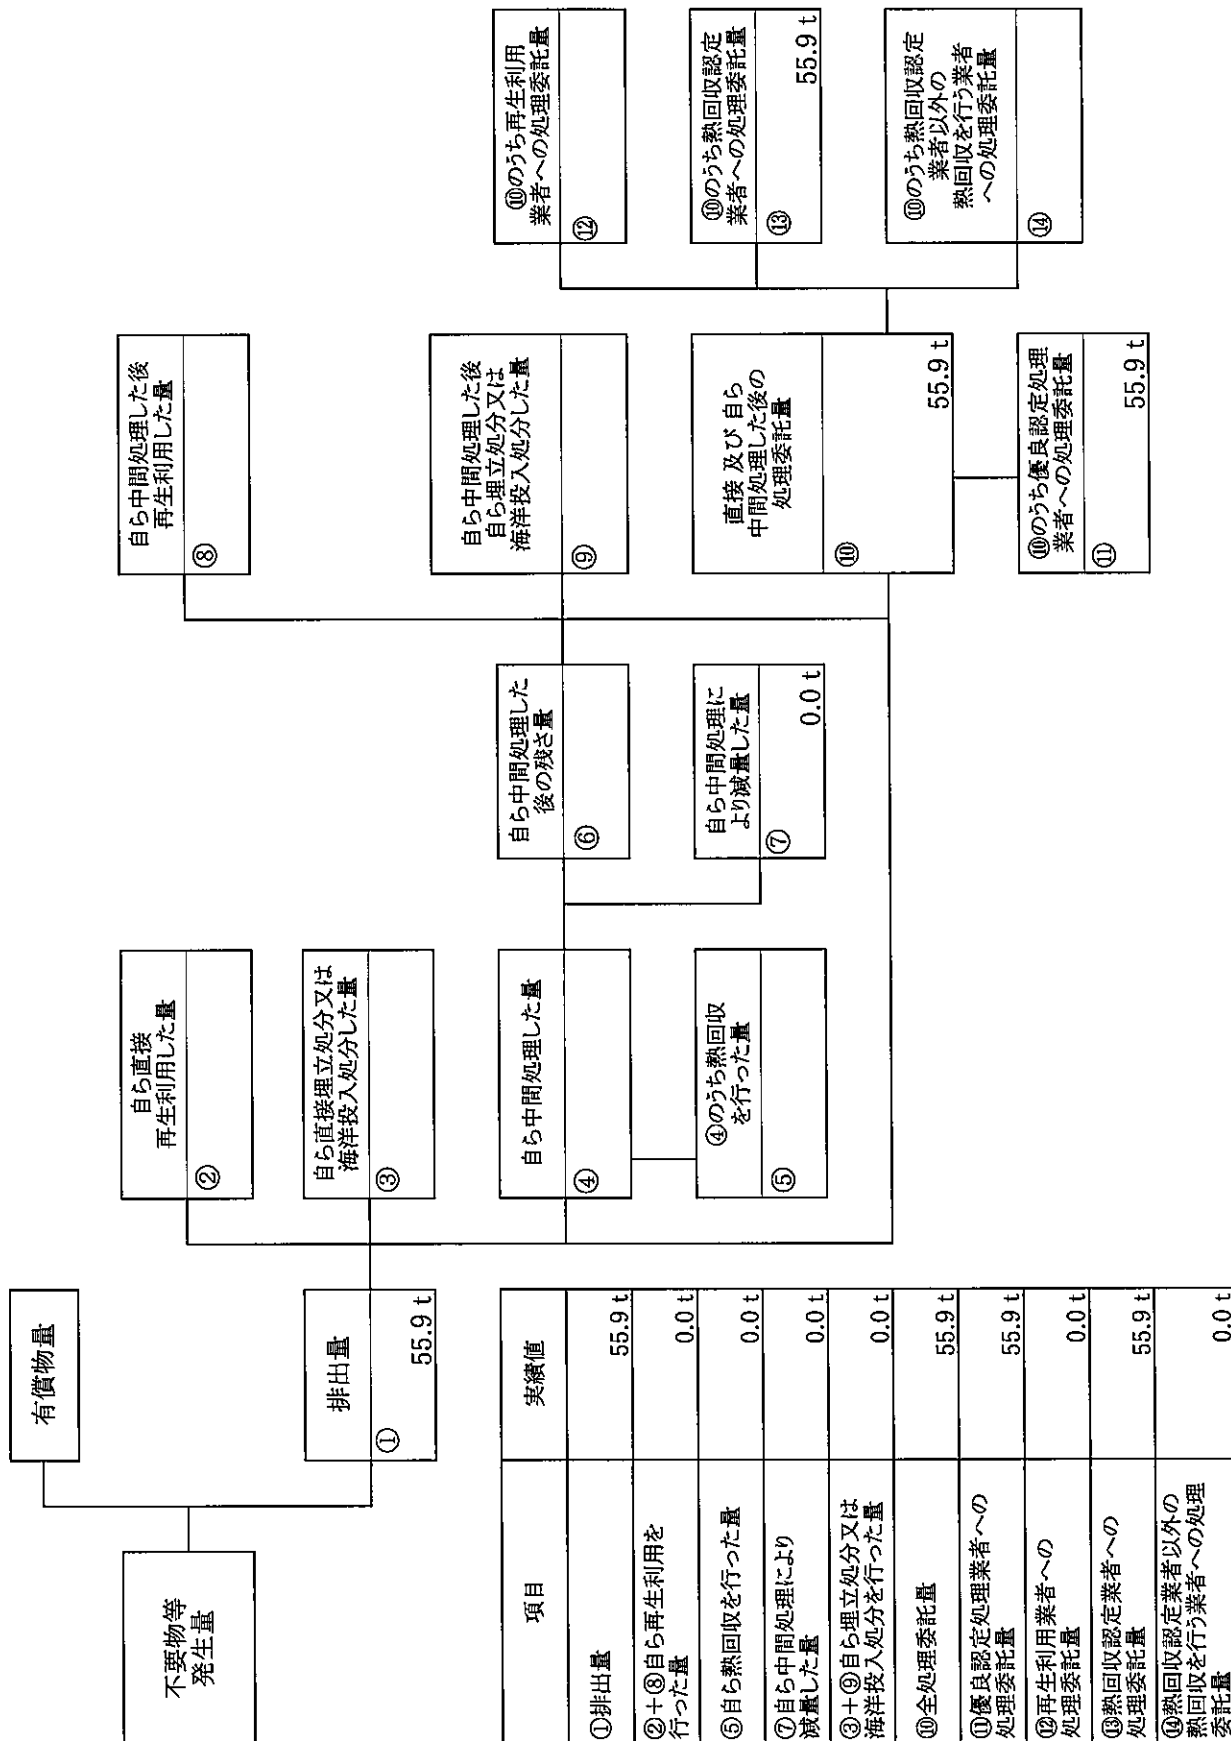 不要物等
発生量
有償物量
排出量
①
55.9 t
自ら直接
再生利用した量
②
自ら直接埋立処分又は
海洋投入処分した量
③
自ら中間処理した量
④
④のうち熱回収
を行った量
⑤
自ら中間処理した
後の残さ量
⑥
自ら中間処理に
より減量した量
⑦
0.0 t
自ら中間処理した後
再生利用した量
⑧
自ら中間処理した後
自ら埋立処分又は
海洋投入処分した量
⑨
直接 及び 自ら
中間処理した後の
処理委託量
⑩
55.9 t
⑩のうち優良認定処理
業者への処理委託量
⑪
55.9 t
⑩のうち再生利用
業者への処理委託量
⑫
⑩のうち熱回収認定
業者への処理委託量
⑬
55.9 t
⑩のうち熱回収認定
業者以外の
熱回収を行う業者
への処理委託量
⑭
項目
実績値
①排出量
55.9 t
②＋⑧自ら再生利用を
行った量
0.0 t
⑤自ら熱回収を行った量
0.0 t
⑦自ら中間処理により
減量した量
0.0 t
③＋⑨自ら埋立処分又は
海洋投入処分を行った量
0.0 t
⑩全処理委託量
55.9 t
⑪優良認定処理業者への
処理委託量
55.9 t
⑫再生利用業者への
処理委託量
0.0 t
⑬熱回収認定業者への
処理委託量
55.9 t
⑭熱回収認定業者以外の
熱回収を行う業者への処理
委託量
0.0 t